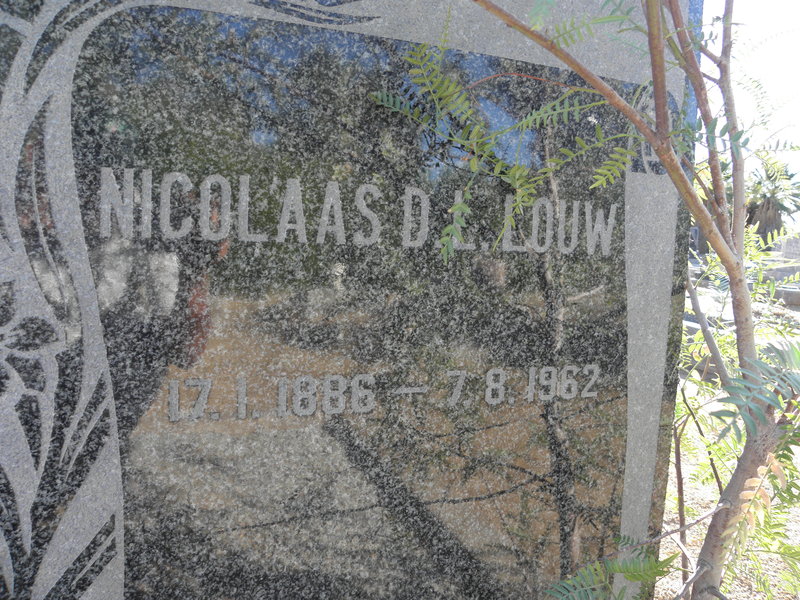 NICOLAAS D. L. LOUW
17. 1. 1886 – 7. 8. 1962